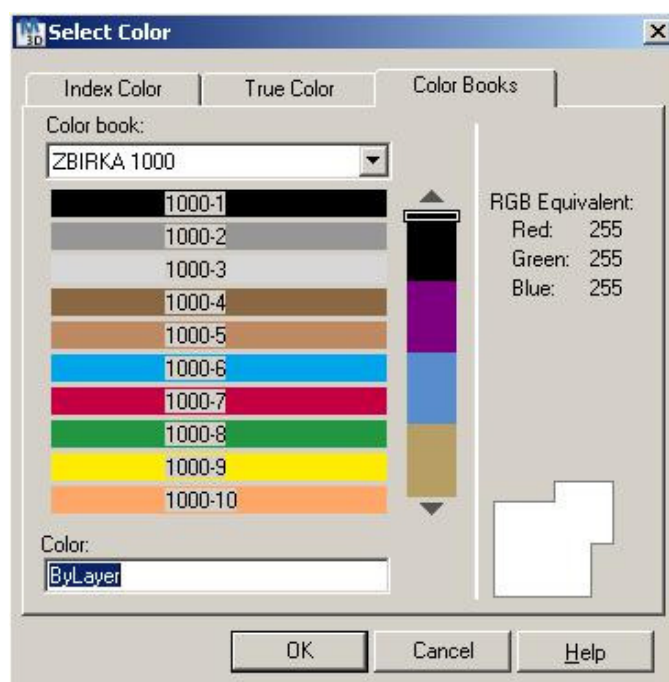 M 3D Select Color
Index Color True Color Color Books
Color book:
ZBIRKA 1000
1000-1
1000-2
1000-3
1000-4
1000-5
1000-6
1000-7
1000-8
1000-9
1000-10
RGB Equivalent:
Red: 255
Green: 255
Blue: 255
Color:
ByLayer
OK Cancel Help